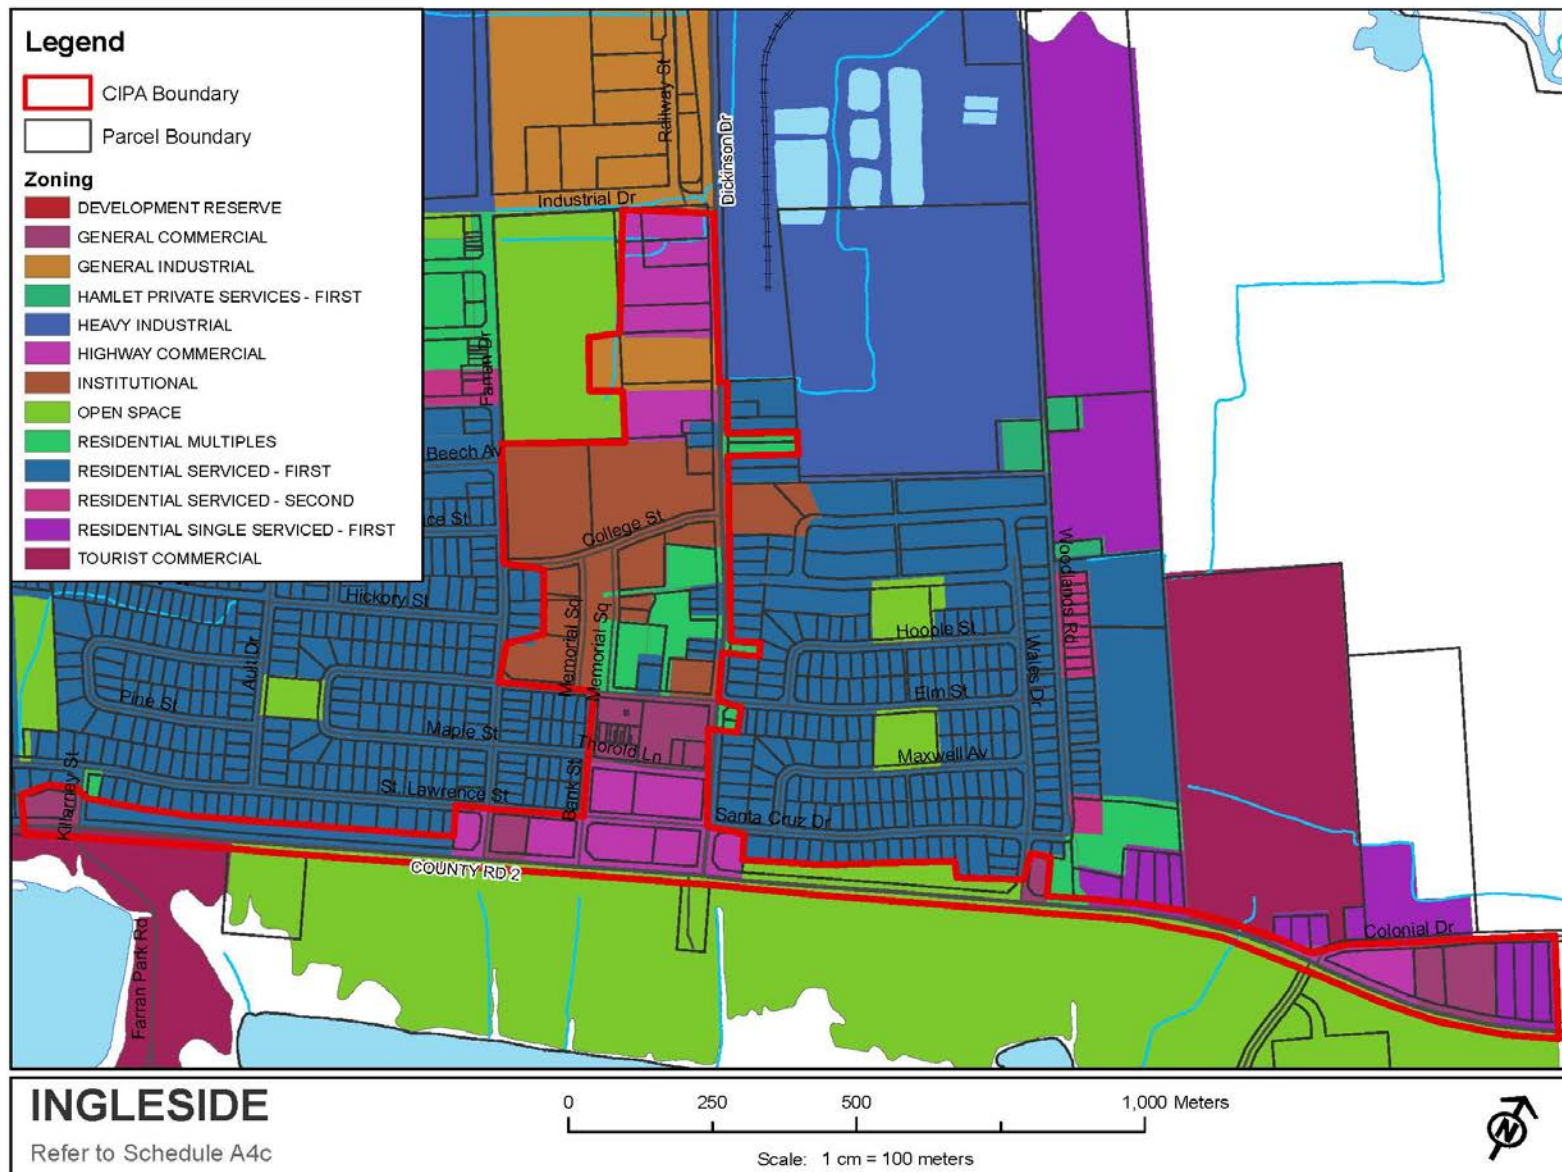 Legend
CIPA Boundary
Parcel Boundary
Zoning
DEVELOPMENT RESERVE
GENERAL COMMERCIAL
GENERAL INDUSTRIAL
HAMLET PRIVATE SERVICES - FIRST
HEAVY INDUSTRIAL
HIGHWAY COMMERCIAL
INSTITUTIONAL
OPEN SPACE
RESIDENTIAL MULTIPLES
RESIDENTIAL SERVICED - FIRST
RESIDENTIAL SERVICED - SECOND
RESIDENTIAL SINGLE SERVICED - FIRST
TOURIST COMMERCIAL
Railway St
Dickinson Dr
Industrial Dr
Farran Dr
Beech Av
ce St
College St
Hickory St
Memorial Sq
Memorial Sq
Woodlands Rd
Hoople St
Wales Dr
Ault Dr
Pine St
Elm St
Maple St
Thorold Ln
Maxwell Av
Killarney St
St. Lawrence St
Bank St
Santa Cruz Dr
COUNTY RD 2
Farran Park Rd
Colonial Dr
INGLESIDE
Refer to Schedule A4c
0 250 500 1,000 Meters
Scale: 1 cm = 100 meters
N